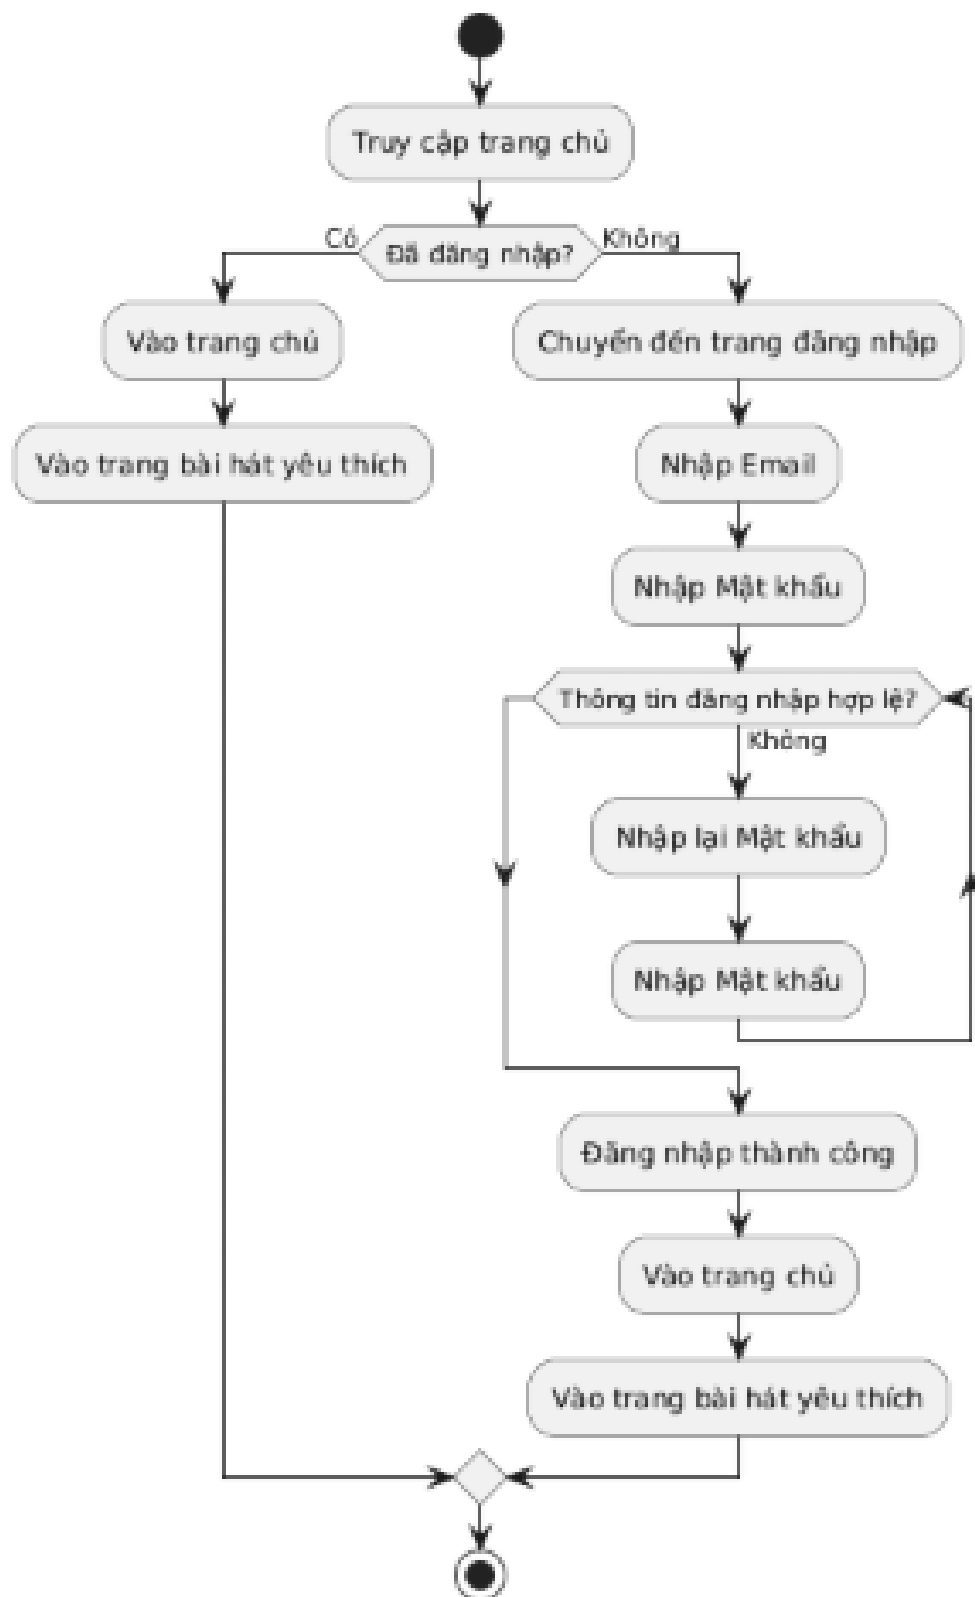 Truy cập trang chủ
Có
Đã đăng nhập?
Không
Vào trang chủ
Vào trang bài hát yêu thích
Chuyển đến trang đăng nhập
Nhập Email
Nhập Mật khẩu
Thông tin đăng nhập hợp lệ?
Không
Nhập lại Mật khẩu
Nhập Mật khẩu
Đăng nhập thành công
Vào trang chủ
Vào trang bài hát yêu thích